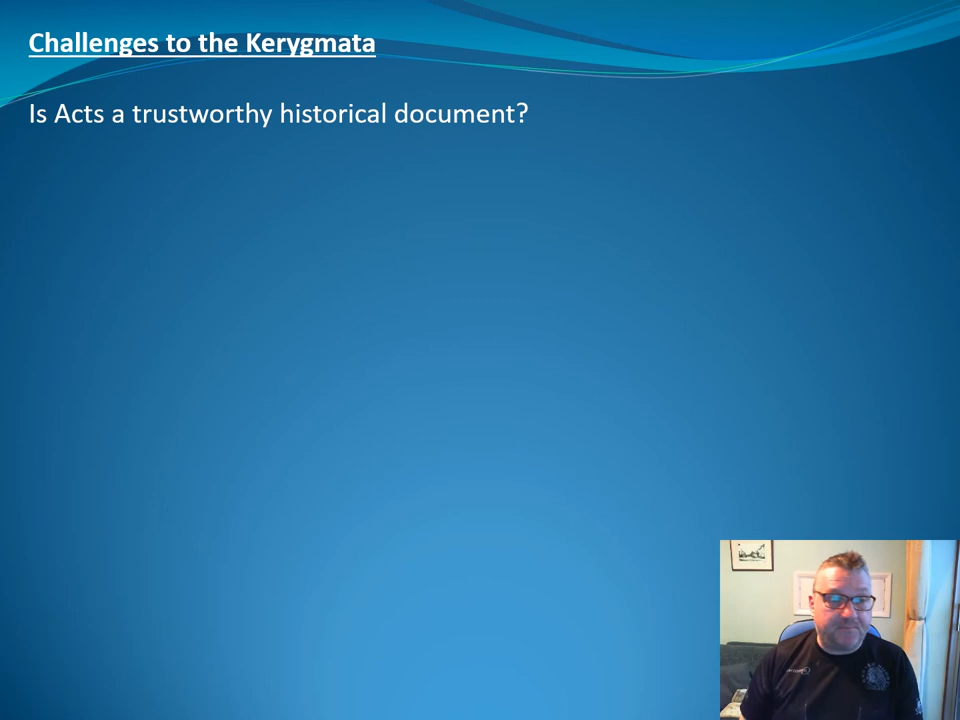 Challenges to the Kerygmata
Is Acts a trustworthy historical document?